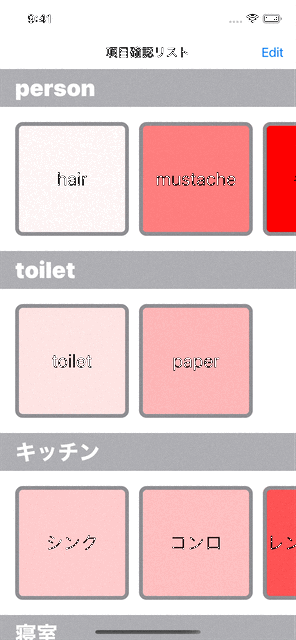 9:41
項目確認リスト
Edit
person
hair
mustache
toilet
toilet
paper
キッチン
シンク
コンロ
レン
寝室